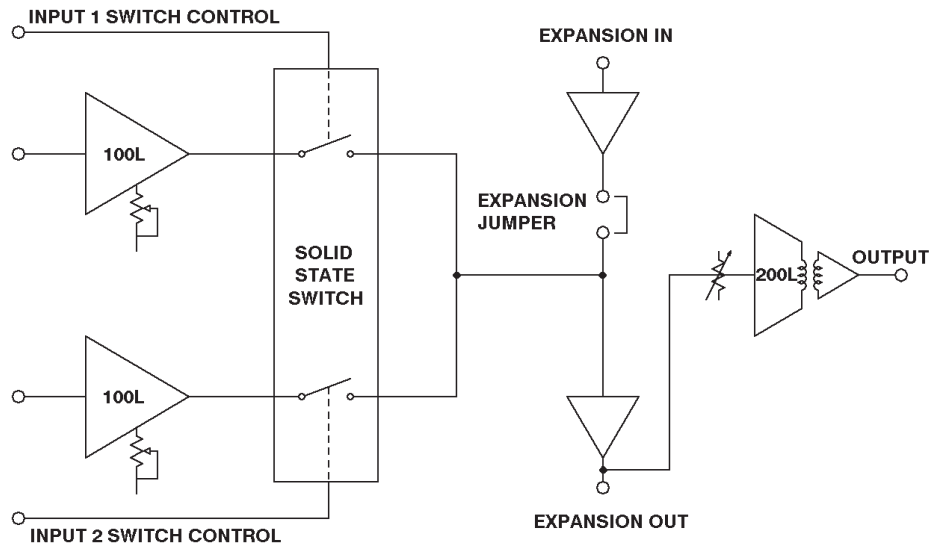 INPUT 1 SWITCH CONTROL
EXPANSION IN
100L
EXPANSION
JUMPER
SOLID
STATE
SWITCH
200L
OUTPUT
100L
EXPANSION OUT
INPUT 2 SWITCH CONTROL